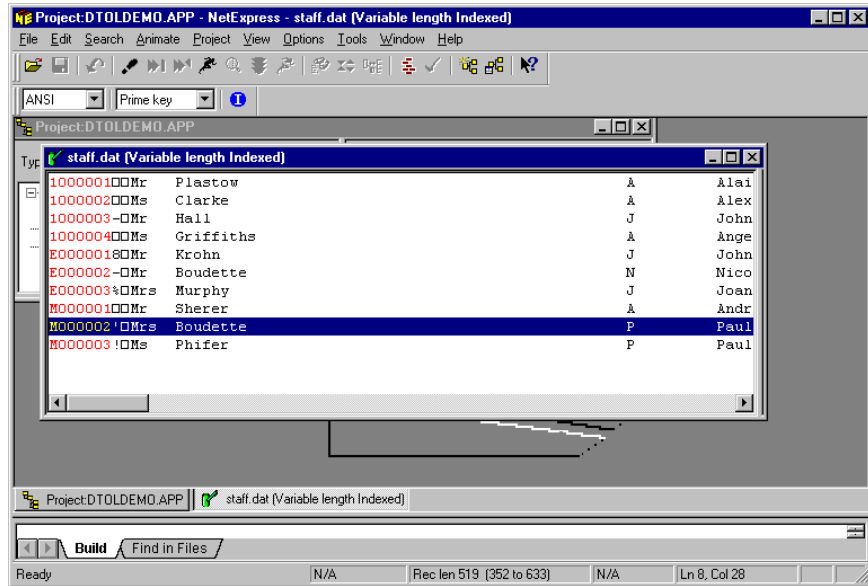 Project:DTOLDEMO.APP - NetExpress - staff.dat (Variable length Indexed)
File Edit Search Animate Project View Options Tools Window Help
ANSI Prime key
Project:DTOLDEMO.APP
Typ
staff.dat (Variable length Indexed)
1000001□□Mr Plastow A Alai
1000002□□Ms Clarke A Alex
1000003-□Mr Hall J John
1000004□□Ms Griffiths A Ange
E0000018□Mr Krohn J John
E000002-□Mr Boudette N Nico
E000003%□Mrs Murphy J Joan
M000001□□Mr Sherer A Andr
M000002'□Mrs Boudette P Paul
M000003!□Ms Phifer P Paul
Project:DTOLDEMO.APP staff.dat (Variable length Indexed)
Build Find in Files
Ready N/A Rec len 519 (352 to 633) N/A Ln 8, Col 28